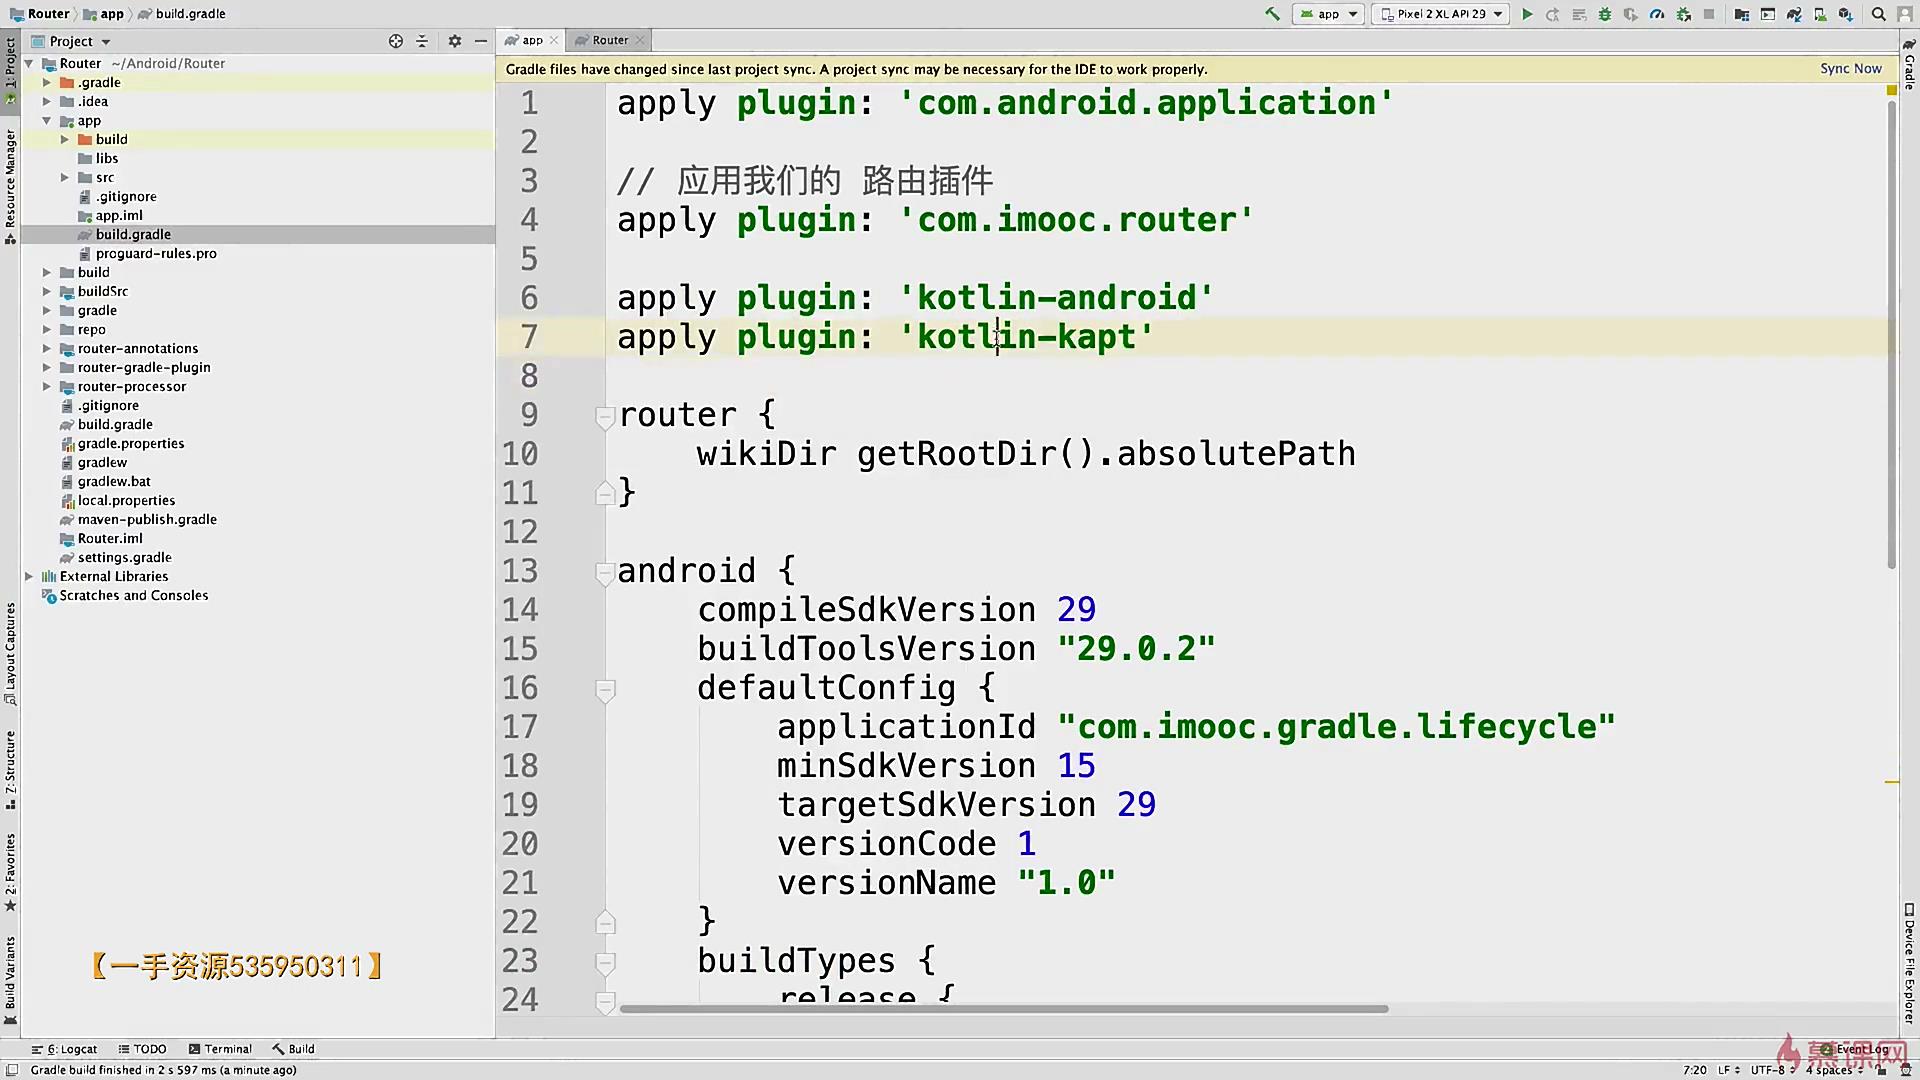 Router app build.gradle
app Pixel 2 XL API 29
Project
app Router
Router ~/Android/Router
.gradle
.idea
app
build
libs
src
.gitignore
app.iml
build.gradle
proguard-rules.pro
build
buildSrc
gradle
repo
router-annotations
router-gradle-plugin
router-processor
.gitignore
build.gradle
gradle.properties
gradlew
gradlew.bat
local.properties
maven-publish.gradle
Router.iml
settings.gradle
External Libraries
Scratches and Consoles
1: Project
Resource Manager
Layout Captures
7: Structure
2: Favorites
Build Variants
Gradle files have changed since last project sync. A project sync may be necessary for the IDE to work properly. Sync Now
1 apply plugin: 'com.android.application'
2
3 // 应用我们的 路由插件
4 apply plugin: 'com.imooc.router'
5
6 apply plugin: 'kotlin-android'
7 apply plugin: 'kotlin-kapt'
8
9 router {
10 wikiDir getRootDir().absolutePath
11 }
12
13 android {
14 compileSdkVersion 29
15 buildToolsVersion "29.0.2"
16 defaultConfig {
17 applicationId "com.imooc.gradle.lifecycle"
18 minSdkVersion 15
19 targetSdkVersion 29
20 versionCode 1
21 versionName "1.0"
22 }
23 buildTypes {
24 release {
Gradle
Device File Explorer
【一手资源535950311】
6: Logcat TODO Terminal Build
2 Event Log
慕课网
Gradle build finished in 2 s 597 ms (a minute ago)
7:20 LF UTF-8 4 spaces